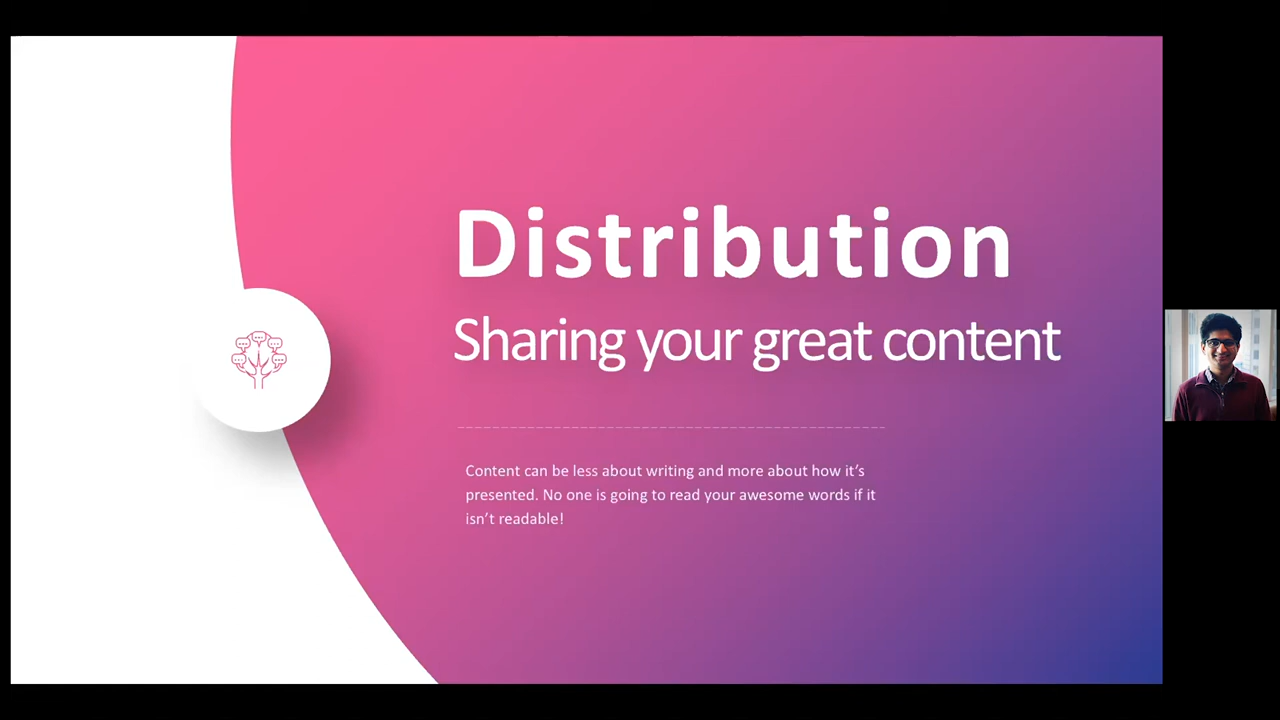 Distribution
Sharing your great content
Content can be less about writing and more about how it’s
presented. No one is going to read your awesome words if it
isn’t readable!